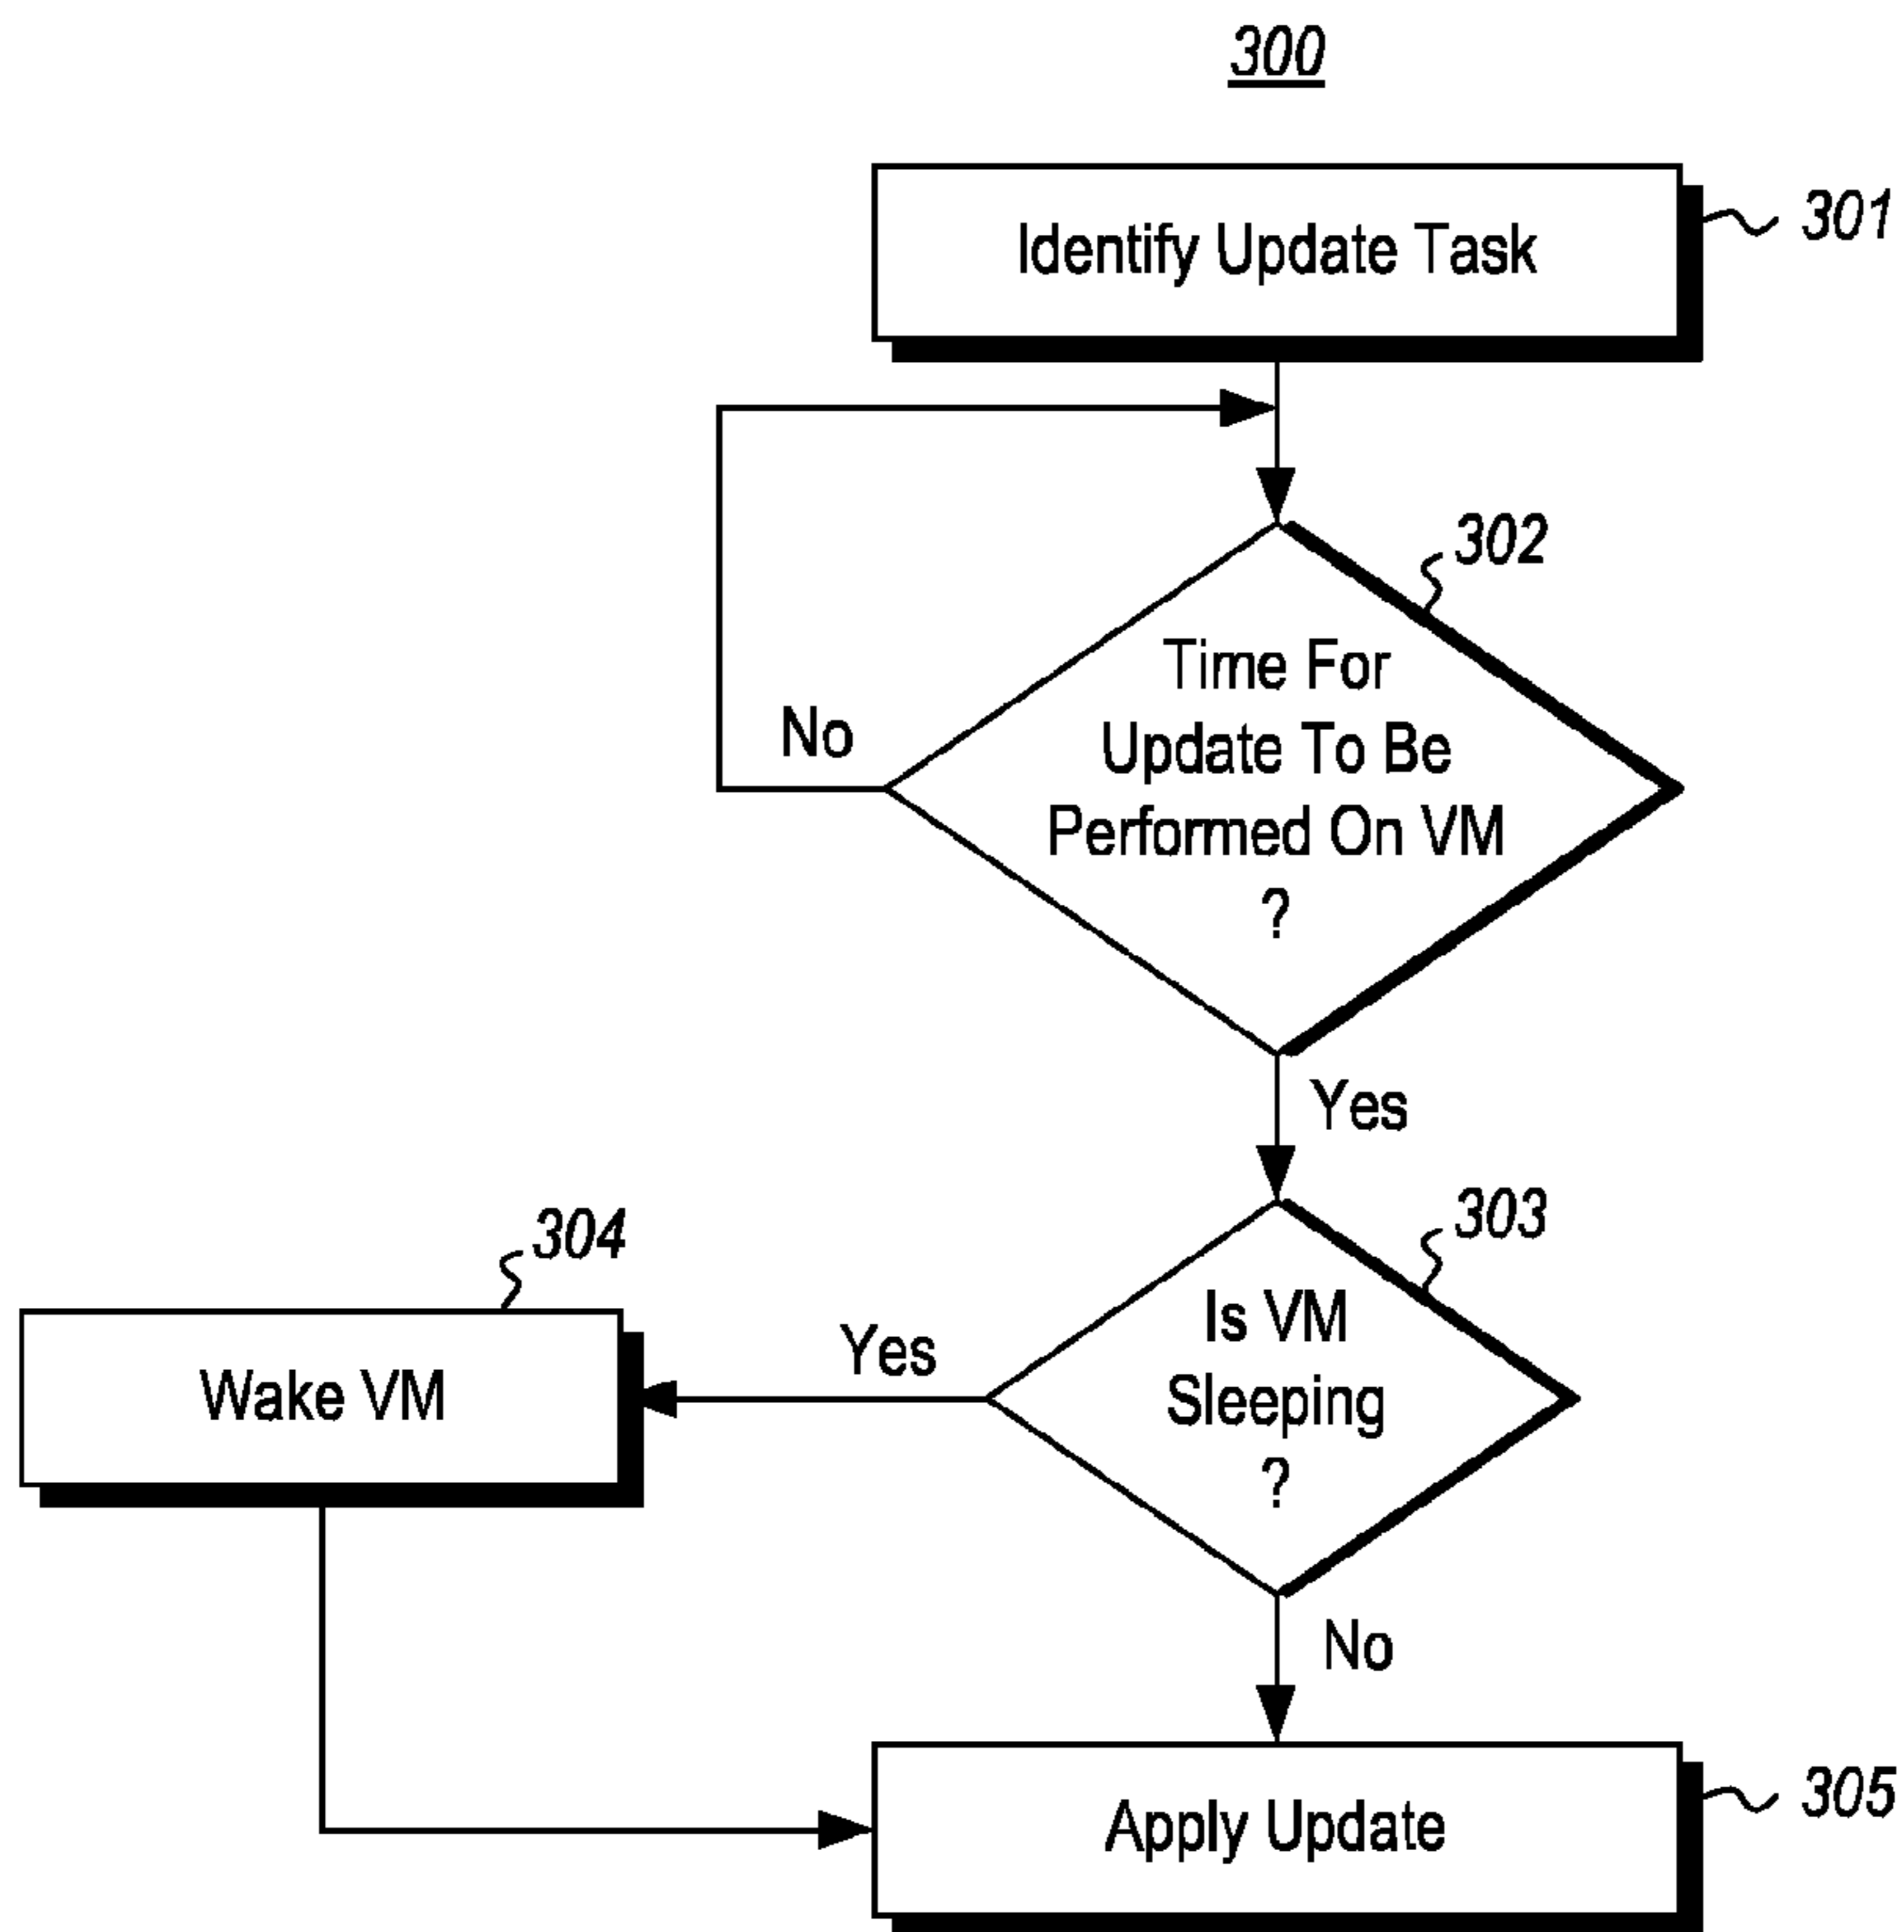 300
Identify Update Task
301
302
Time For
Update To Be
Performed On VM
?
No
Yes
303
304
Is VM
Sleeping
?
Yes
Wake VM
No
Apply Update
305